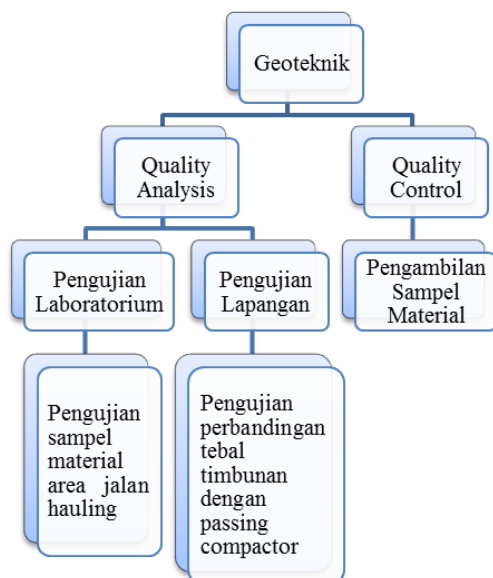 Geoteknik
Quality
Analysis
Quality
Control
Pengujian
Laboratorium
Pengujian
Lapangan
Pengambilan
Sampel
Material
Pengujian
sampel
material
area jalan
hauling
Pengujian
perbandingan
tebal
timbunan
dengan
passing
compactor